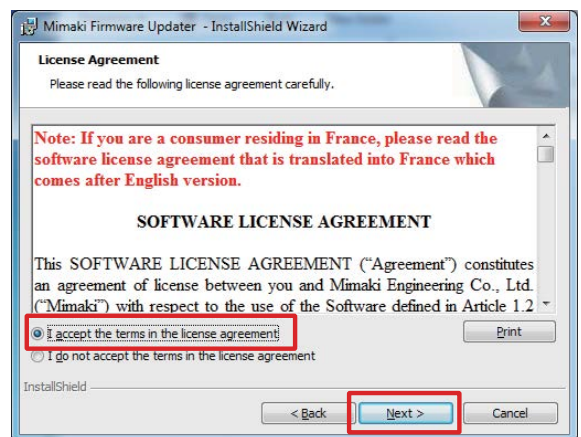 Mimaki Firmware Updater - InstallShield Wizard
License Agreement
Please read the following license agreement carefully.
Note: If you are a consumer residing in France, please read the
software license agreement that is translated into France which
comes after English version.
SOFTWARE LICENSE AGREEMENT
This SOFTWARE LICENSE AGREEMENT (“Agreement”) constitutes
an agreement of license between you and Mimaki Engineering Co., Ltd.
(“Mimaki”) with respect to the use of the Software defined in Article 1.2
I accept the terms in the license agreement
Print
I do not accept the terms in the license agreement
InstallShield
< Back
Next >
Cancel